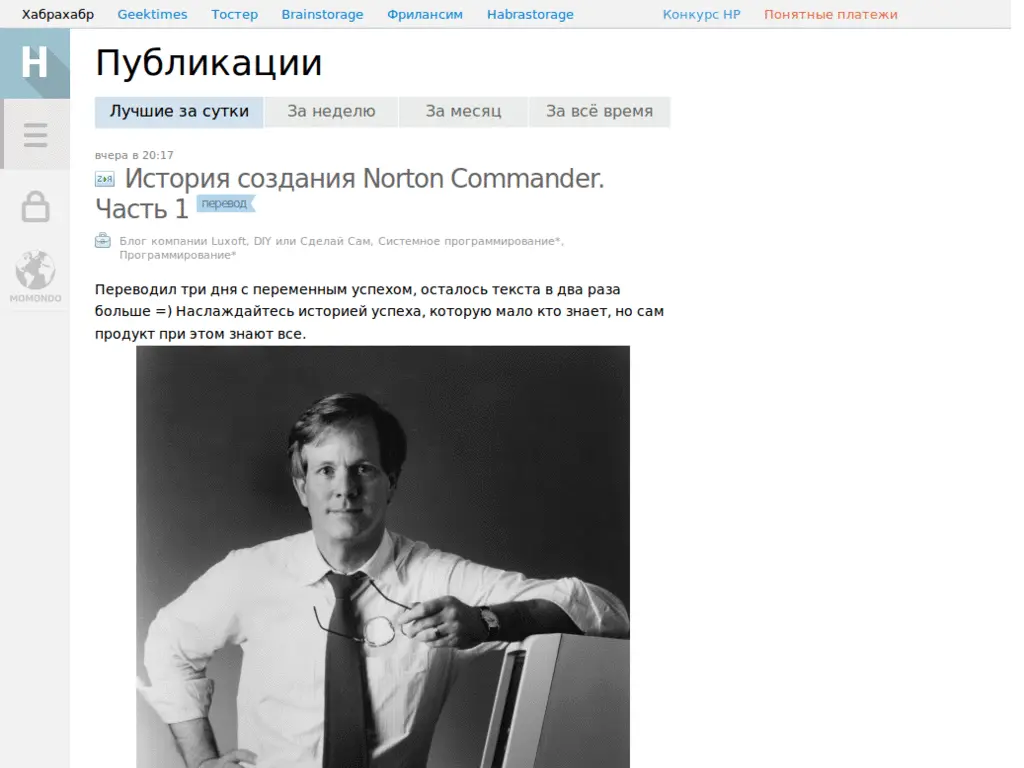 Хабрахабр Geektimes Тостер Brainstorage Фрилансим Habrastorage Конкурс HP Понятные платежи
H
Публикации
Лучшие за сутки За неделю За месяц За всё время
вчера в 20:17
История создания Norton Commander.
Часть 1 перевод
Блог компании Luxoft, DIY или Сделай Сам, Системное программирование*,
Программирование*
MOMONDO
Переводил три дня с переменным успехом, осталось текста в два раза
больше =) Наслаждайтесь историей успеха, которую мало кто знает, но сам
продукт при этом знают все.